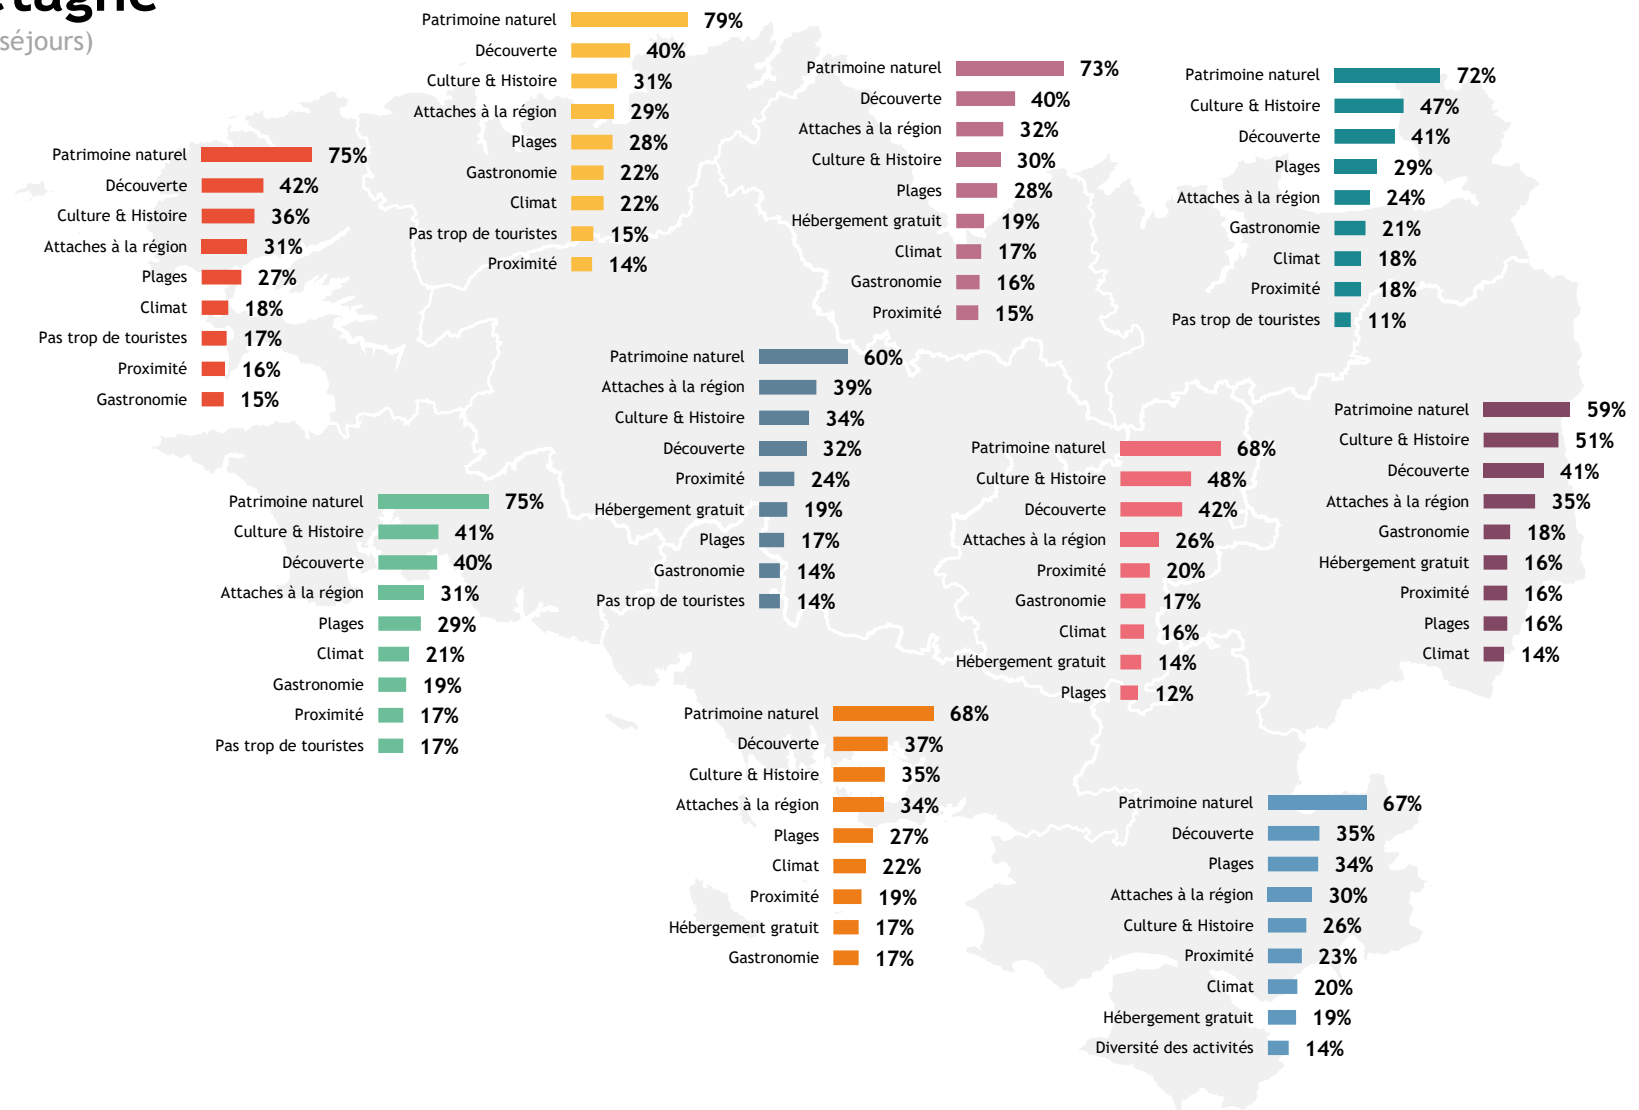 etagne
séjours)
Patrimoine naturel 79%
Découverte 40%
Culture & Histoire 31%
Attaches à la région 29%
Plages 28%
Gastronomie 22%
Climat 22%
Pas trop de touristes 15%
Proximité 14%
Patrimoine naturel 73%
Découverte 40%
Attaches à la région 32%
Culture & Histoire 30%
Plages 28%
Hébergement gratuit 19%
Climat 17%
Gastronomie 16%
Proximité 15%
Patrimoine naturel 72%
Culture & Histoire 47%
Découverte 41%
Plages 29%
Attaches à la région 24%
Gastronomie 21%
Climat 18%
Proximité 18%
Pas trop de touristes 11%
Patrimoine naturel 75%
Découverte 42%
Culture & Histoire 36%
Attaches à la région 31%
Plages 27%
Climat 18%
Pas trop de touristes 17%
Proximité 16%
Gastronomie 15%
Patrimoine naturel 60%
Attaches à la région 39%
Culture & Histoire 34%
Découverte 32%
Proximité 24%
Hébergement gratuit 19%
Plages 17%
Gastronomie 14%
Pas trop de touristes 14%
Patrimoine naturel 68%
Culture & Histoire 48%
Découverte 42%
Attaches à la région 26%
Proximité 20%
Gastronomie 17%
Climat 16%
Hébergement gratuit 14%
Plages 12%
Patrimoine naturel 59%
Culture & Histoire 51%
Découverte 41%
Attaches à la région 35%
Gastronomie 18%
Hébergement gratuit 16%
Proximité 16%
Plages 16%
Climat 14%
Patrimoine naturel 75%
Culture & Histoire 41%
Découverte 40%
Attaches à la région 31%
Plages 29%
Climat 21%
Gastronomie 19%
Proximité 17%
Pas trop de touristes 17%
Patrimoine naturel 68%
Découverte 37%
Culture & Histoire 35%
Attaches à la région 34%
Plages 27%
Climat 22%
Proximité 19%
Hébergement gratuit 17%
Gastronomie 17%
Patrimoine naturel 67%
Découverte 35%
Plages 34%
Attaches à la région 30%
Culture & Histoire 26%
Proximité 23%
Climat 20%
Hébergement gratuit 19%
Diversité des activités 14%